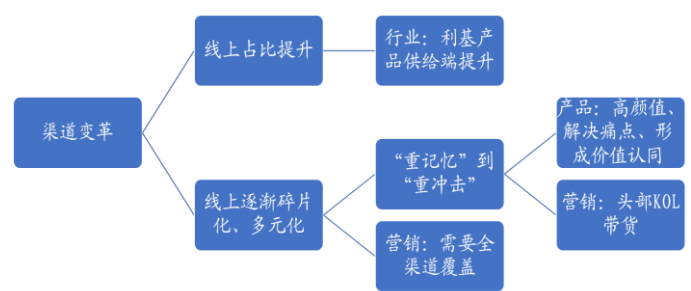 渠道变革
线上占比提升
行业：利基产
品供给端提升
线上逐渐碎片
化、多元化
“重记忆”到
“重冲击”
营销：需要全
渠道覆盖
产品：高颜值、
解决痛点、形
成价值认同
营销：头部KOL
带货